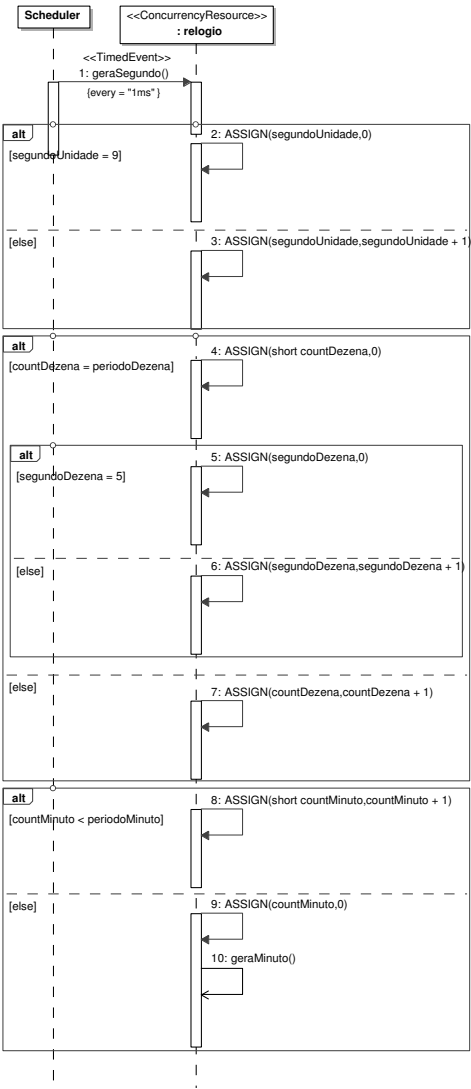 Scheduler
<<ConcurrencyResource>>
: relogio
<<TimedEvent>>
1: geraSegundo()
{every = "1ms" }
alt
2: ASSIGN(segundoUnidade,0)
[segundoUnidade = 9]
[else]
3: ASSIGN(segundoUnidade,segundoUnidade + 1)
alt
4: ASSIGN(short countDezena,0)
[countDezena = periodoDezena]
alt
5: ASSIGN(segundoDezena,0)
[segundoDezena = 5]
[else]
6: ASSIGN(segundoDezena,segundoDezena + 1)
[else]
7: ASSIGN(countDezena,countDezena + 1)
alt
8: ASSIGN(short countMinuto,countMinuto + 1)
[countMinuto < periodoMinuto]
[else]
9: ASSIGN(countMinuto,0)
10: geraMinuto()